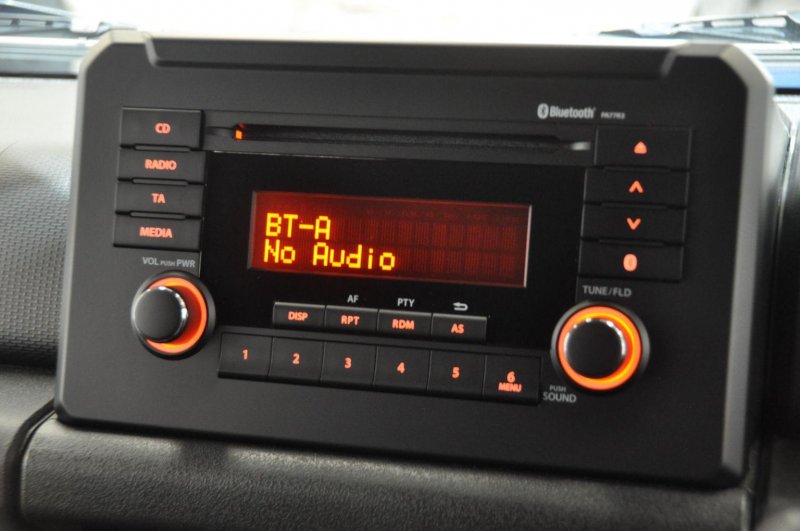 Bluetooth PA77R3
CD
RADIO
TA
MEDIA
VOL PUSH PWR
BT-A
No Audio
TUNE/FLD
AF PTY
DISP RPT RDM AS
1 2 3 4 5 6
MENU
PUSH
SOUND